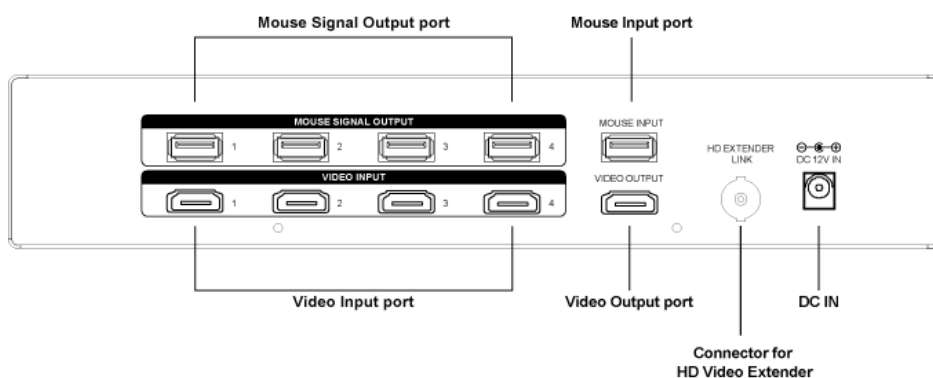 Mouse Signal Output port
Mouse Input port
MOUSE SIGNAL OUTPUT
1 2 3 4
MOUSE INPUT
HD EXTENDER
LINK
DC 12V IN
VIDEO INPUT
1 2 3 4
VIDEO OUTPUT
Video Input port
Video Output port
DC IN
Connector for
HD Video Extender